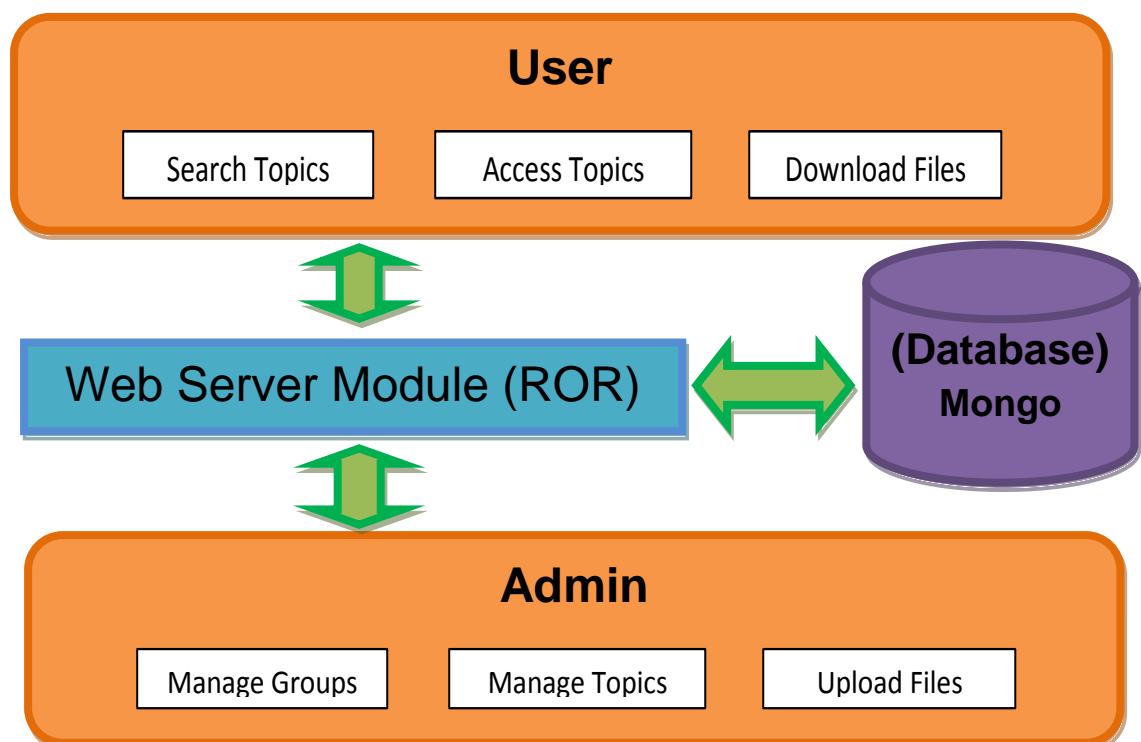 User
Search Topics
Access Topics
Download Files
Web Server Module (ROR)
(Database)
Mongo
Admin
Manage Groups
Manage Topics
Upload Files